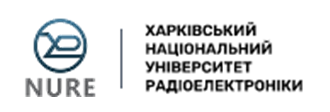 NURE
ХАРКІВСЬКИЙ
НАЦІОНАЛЬНИЙ
УНІВЕРСИТЕТ
РАДІОЕЛЕКТРОНІКИ